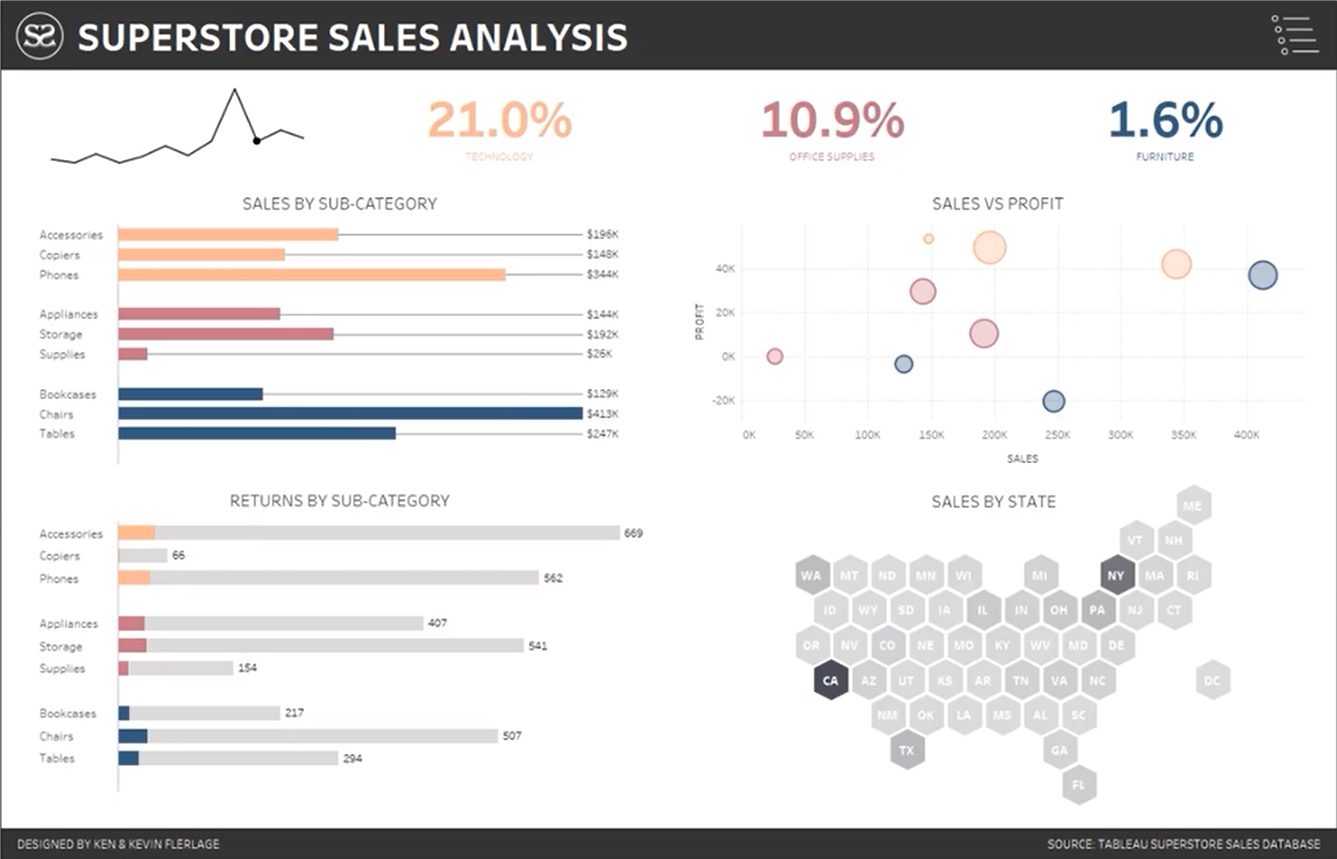 SUPERSTORE SALES ANALYSIS
21.0%
TECHNOLOGY
10.9%
OFFICE SUPPLIES
1.6%
FURNITURE
SALES BY SUB-CATEGORY
Accessories $196K
Copiers $148K
Phones $344K
Appliances $144K
Storage $192K
Supplies $26K
Bookcases $129K
Chairs $413K
Tables $247K
SALES VS PROFIT
PROFIT
40K
20K
0K
-20K
0K 50K 100K 150K 200K 250K 300K 350K 400K
SALES
RETURNS BY SUB-CATEGORY
Accessories 669
Copiers 66
Phones 562
Appliances 407
Storage 541
Supplies 154
Bookcases 217
Chairs 507
Tables 294
SALES BY STATE
ME
VT NH
WA MT ND MN WI MI NY MA RI
ID WY SD IA IL IN OH PA NJ CT
OR NV CO NE MO KY WV MD DE
CA AZ UT KS AR TN VA NC DC
NM OK LA MS AL SC
TX GA
FL
DESIGNED BY KEN & KEVIN FLERLAGE
SOURCE: TABLEAU SUPERSTORE SALES DATABASE